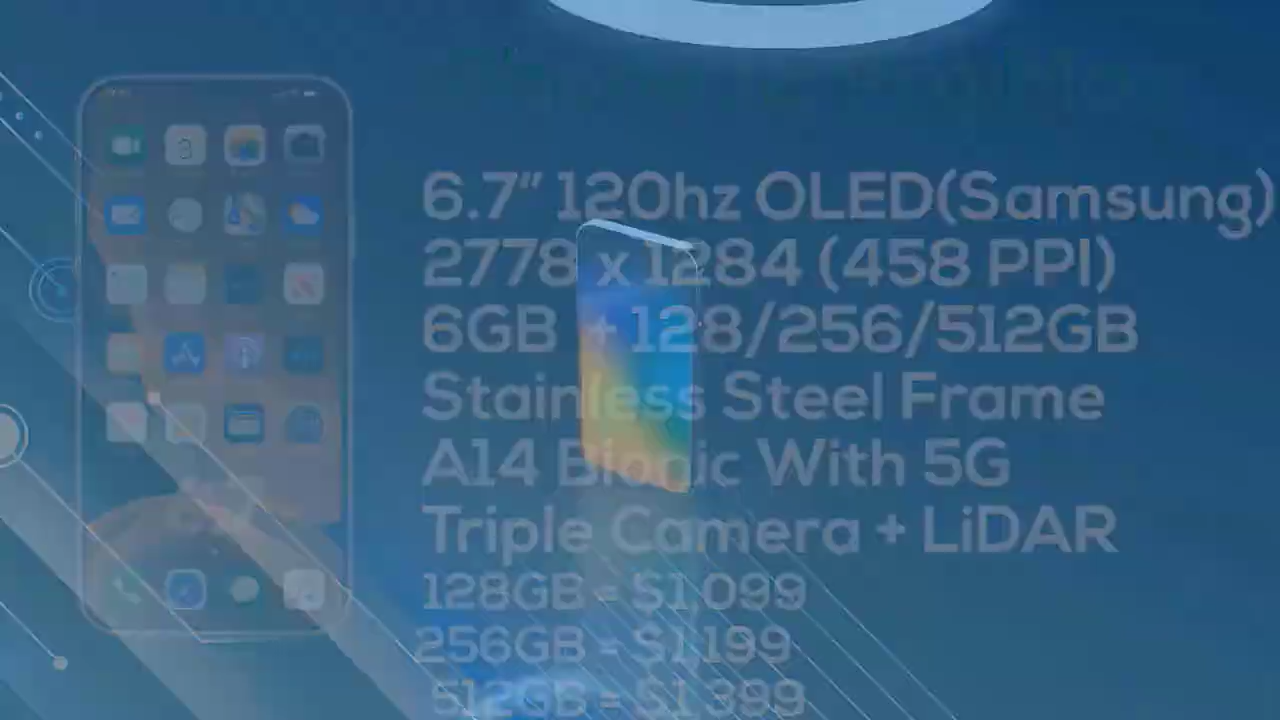 6.7” 120hz OLED(Samsung)
2778 x 1284 (458 PPI)
6GB + 128/256/512GB
Stainless Steel Frame
A14 Bionic With 5G
Triple Camera + LiDAR
128GB = $1,099
256GB = $1,199
512GB = $1,399
3